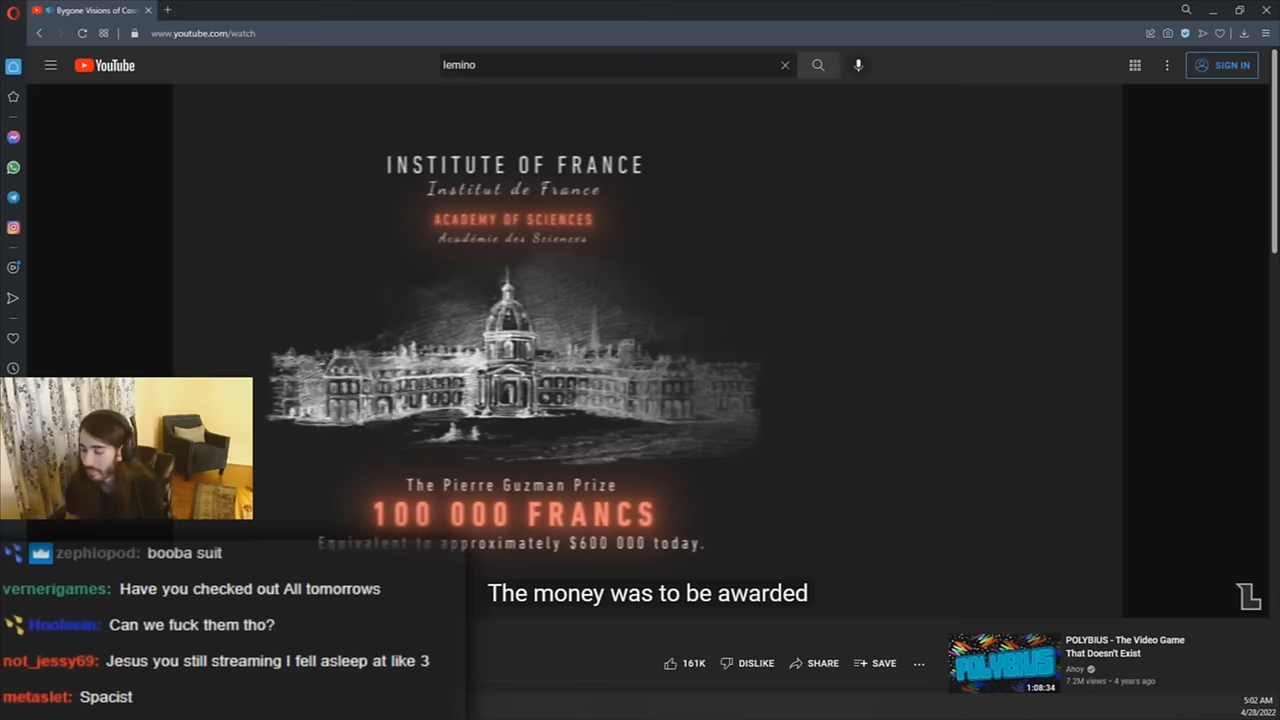 Bygone Visions of Cos
www.youtube.com/watch
YouTube
lemino
SIGN IN
INSTITUTE OF FRANCE
Institut de France
ACADEMY OF SCIENCES
Académie des Sciences
The Pierre Guzman Prize
100 000 FRANCS
Equivalent to approximately $600 000 today.
The money was to be awarded
zephlopod: booba suit
vernerigames: Have you checked out All tomorrows
Hooleein: Can we fuck them tho?
not_jessy69: Jesus you still streaming I fell asleep at like 3
metaslet: Spacist
161K
DISLIKE
SHARE
SAVE
POLYBIUS
1:08:34
POLYBIUS - The Video Game
That Doesn't Exist
Ahoy
7.2M views • 4 years ago
5:02 AM
4/28/2022